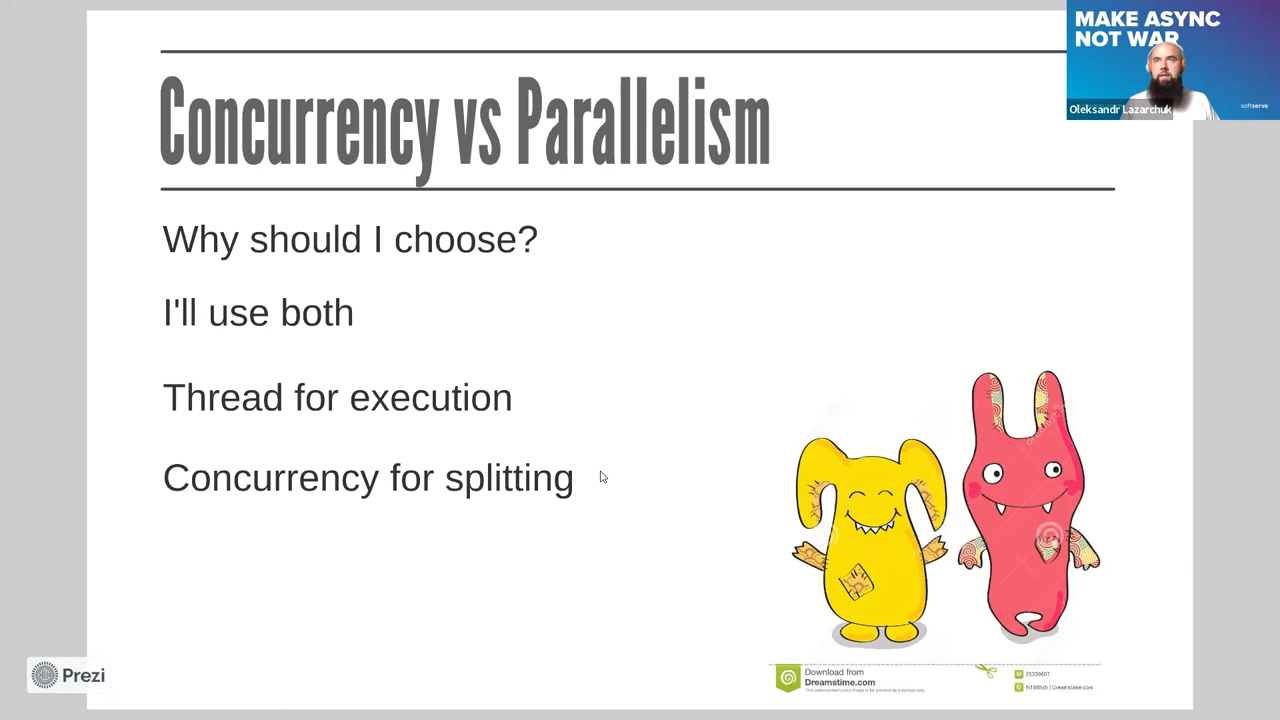 MAKE ASYNC
NOT WAR
Oleksandr Lazarchuk
softserve
Concurrency vs Parallelism
Why should I choose?
I'll use both
Thread for execution
Concurrency for splitting
Prezi
Download from
Dreamstime.com